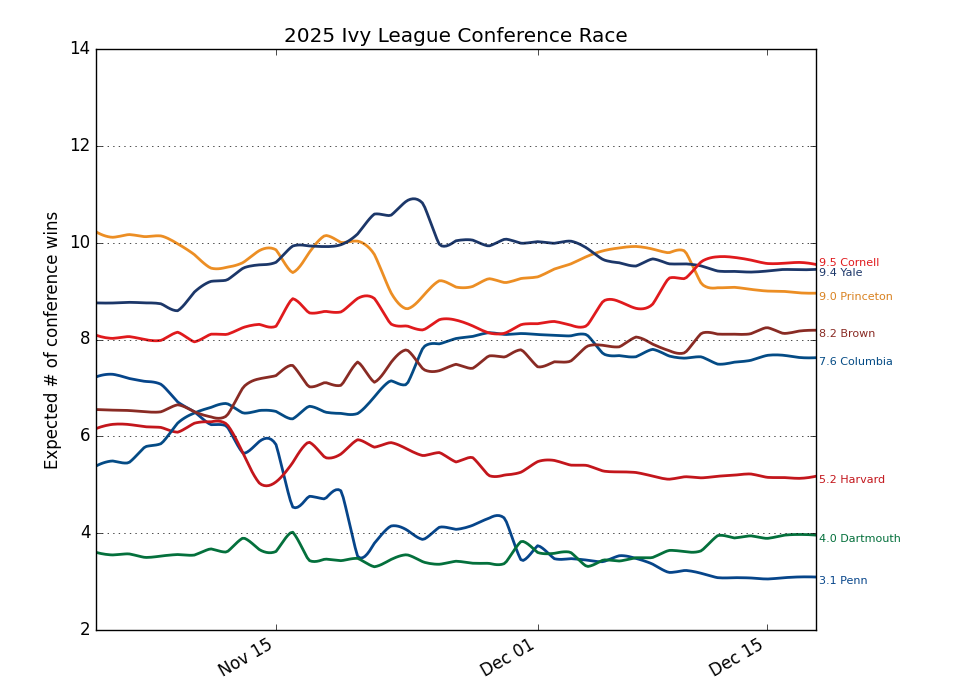 2025 Ivy League Conference Race
Expected # of conference wins
14
12
10
8
6
4
2
9.5 Cornell
9.4 Yale
9.0 Princeton
8.2 Brown
7.6 Columbia
5.2 Harvard
4.0 Dartmouth
3.1 Penn
Nov 15
Dec 01
Dec 15